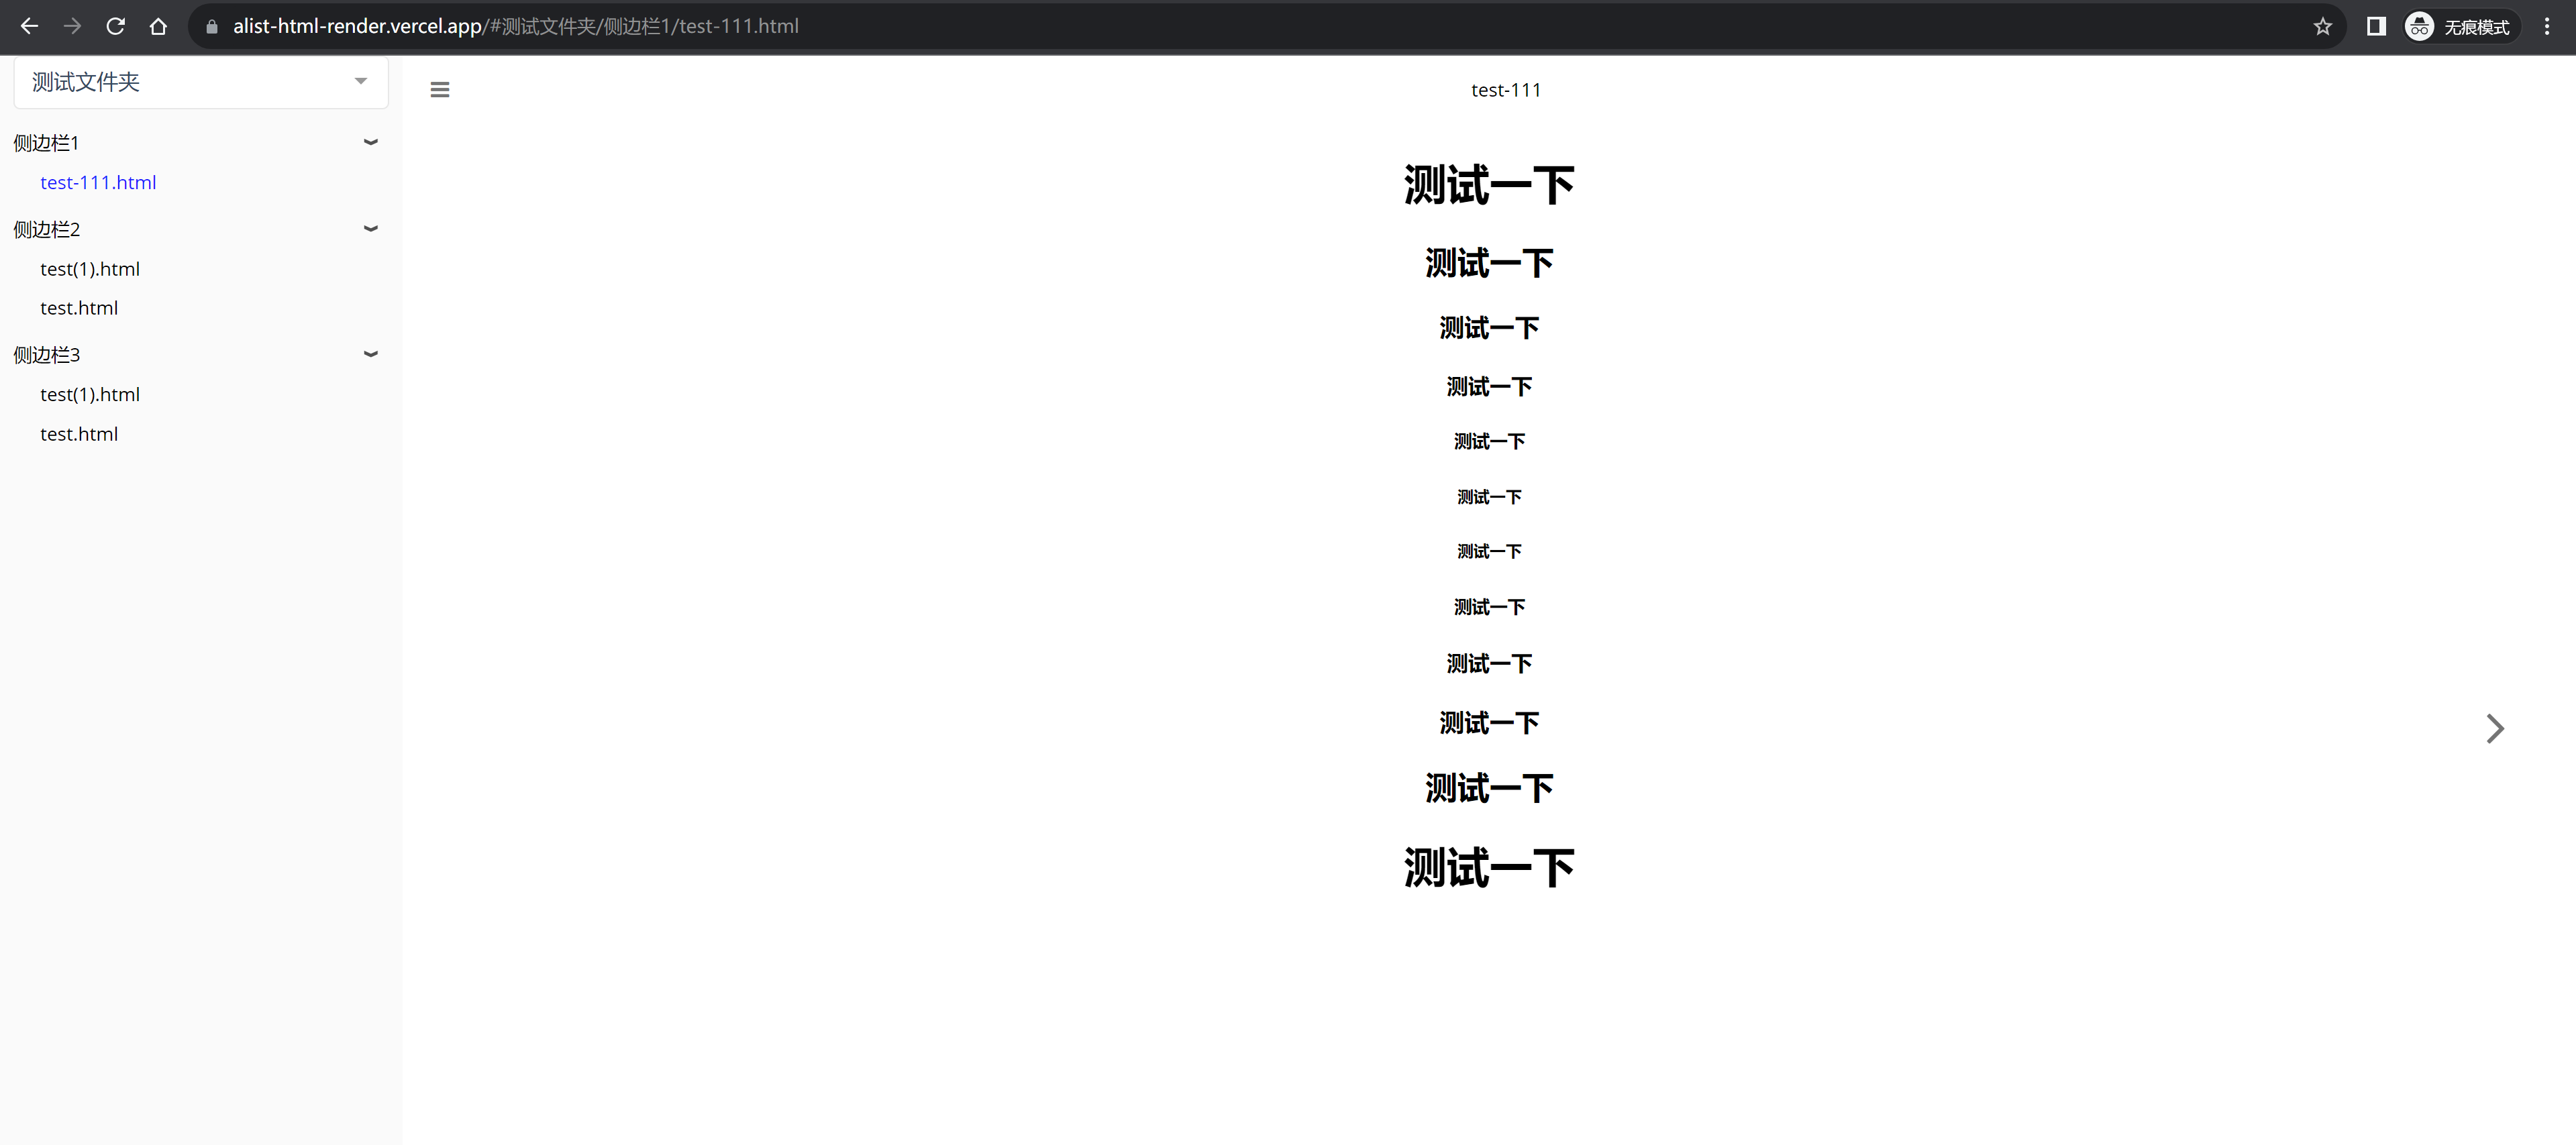 alist-html-render.vercel.app/#测试文件夹/侧边栏1/test-111.html
无痕模式
测试文件夹
侧边栏1
test-111.html
侧边栏2
test(1).html
test.html
侧边栏3
test(1).html
test.html
test-111
测试一下
测试一下
测试一下
测试一下
测试一下
测试一下
测试一下
测试一下
测试一下
测试一下
测试一下
测试一下